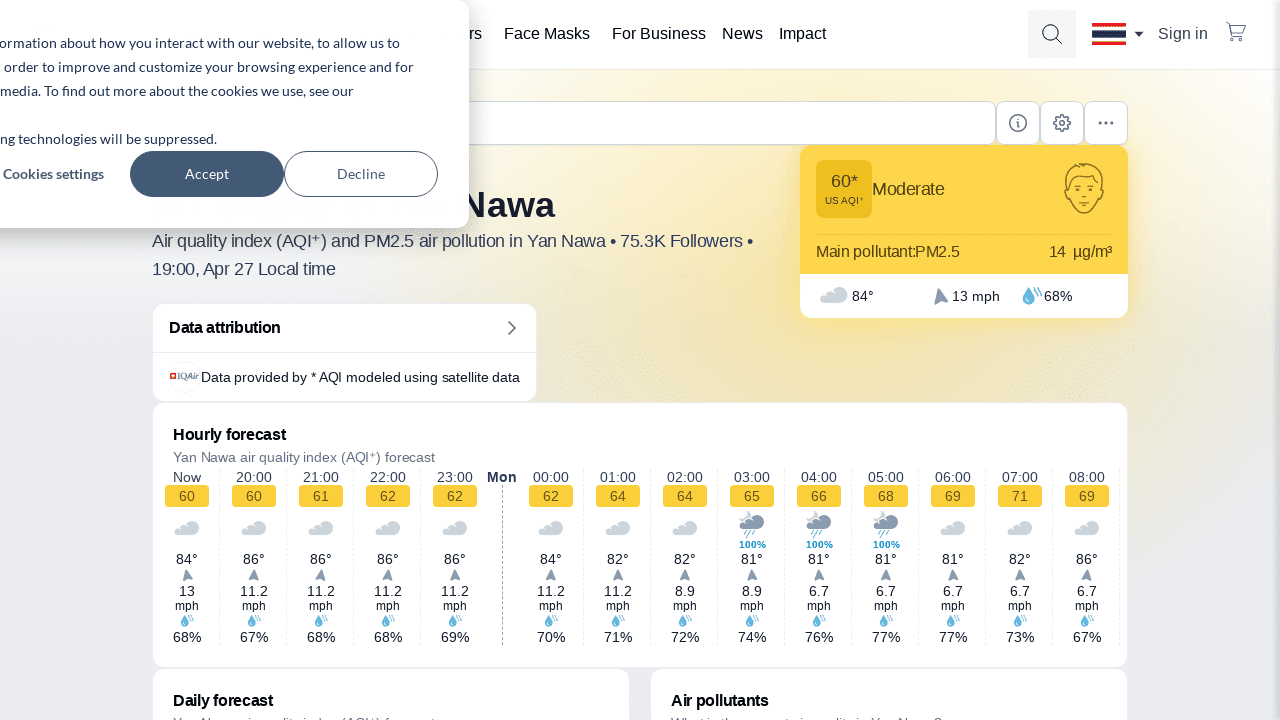 rs Face Masks For Business News Impact Sign in
ormation about how you interact with our website, to allow us to
order to improve and customize your browsing experience and for
media. To find out more about the cookies we use, see our
ng technologies will be suppressed.
Cookies settings Accept Decline
Nawa
Air quality index (AQI⁺) and PM2.5 air pollution in Yan Nawa • 75.3K Followers •
19:00, Apr 27 Local time
60*
US AQI⁺
Moderate
Main pollutant:PM2.5 14 µg/m³
84° 13 mph 68%
Data attribution
IQAir Data provided by * AQI modeled using satellite data
Hourly forecast
Yan Nawa air quality index (AQI⁺) forecast
Now 20:00 21:00 22:00 23:00 Mon 00:00 01:00 02:00 03:00 04:00 05:00 06:00 07:00 08:00
60 60 61 62 62 62 64 64 65 66 68 69 71 69
100% 100% 100%
84° 86° 86° 86° 86° 84° 82° 82° 81° 81° 81° 81° 82° 86°
13 11.2 11.2 11.2 11.2 11.2 11.2 8.9 8.9 6.7 6.7 6.7 6.7 6.7
mph mph mph mph mph mph mph mph mph mph mph mph mph mph
68% 67% 68% 68% 69% 70% 71% 72% 74% 76% 77% 77% 73% 67%
Daily forecast Air pollutants